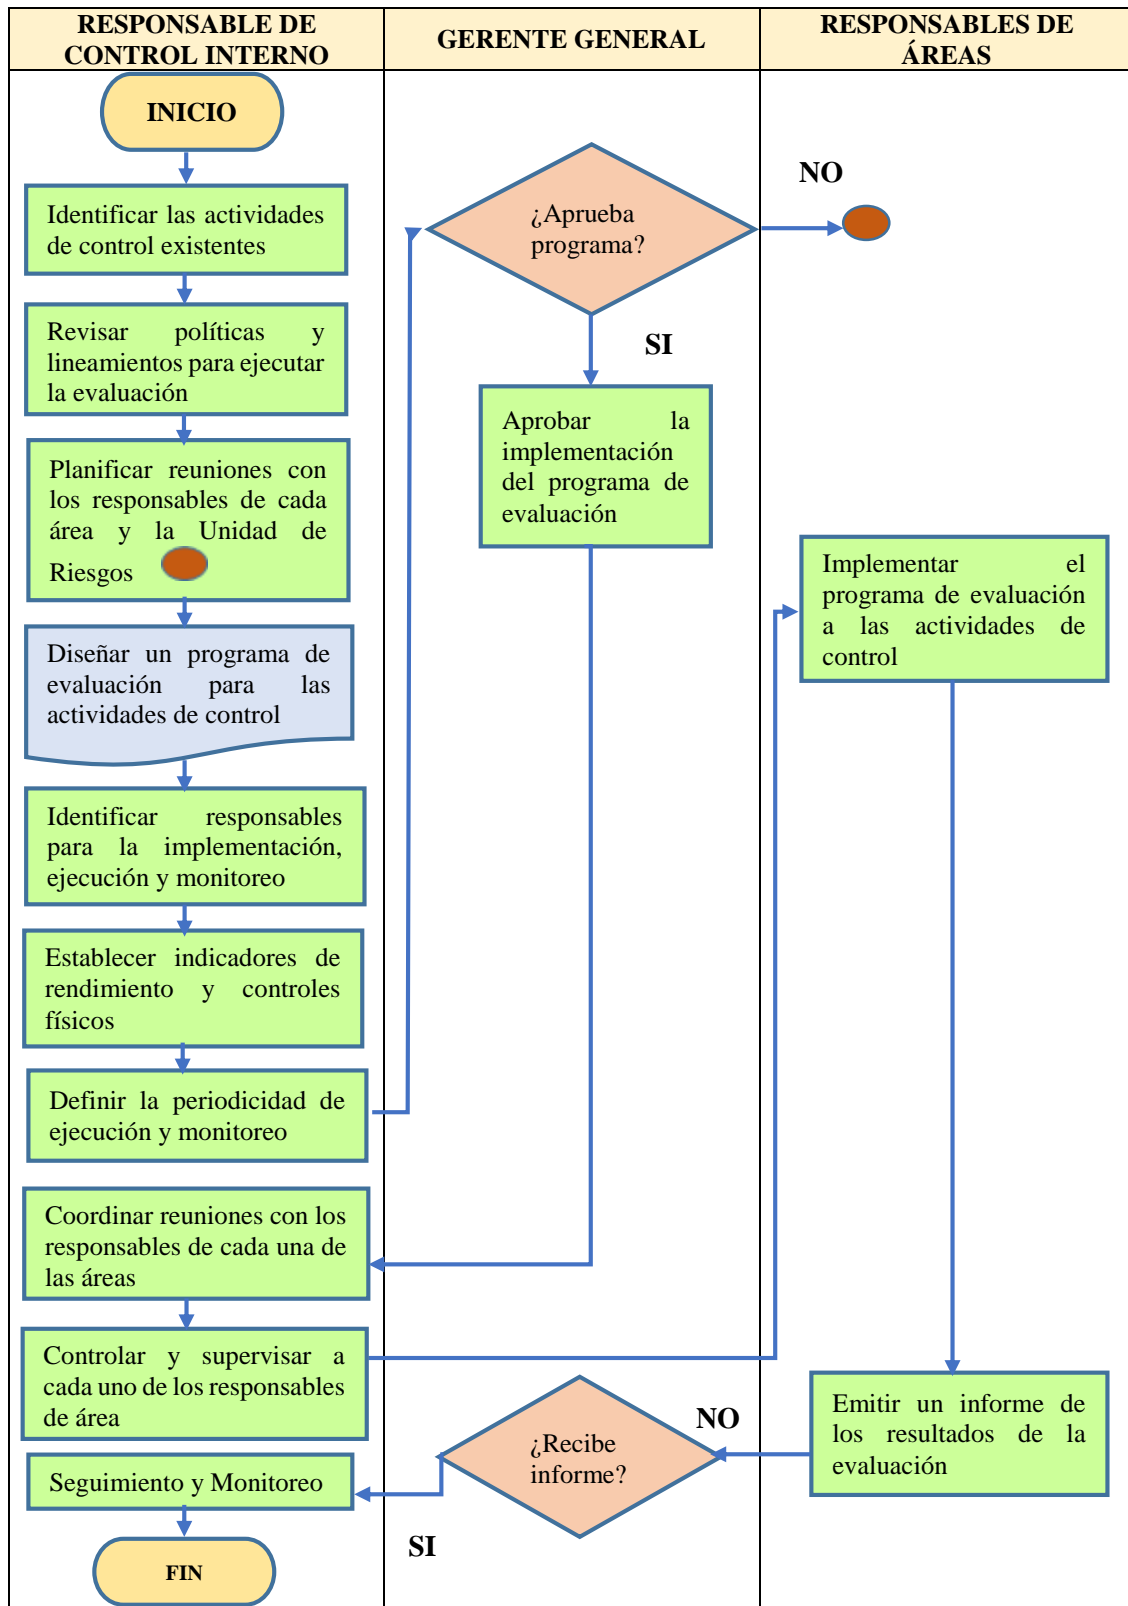 RESPONSABLE DE
CONTROL INTERNO
GERENTE GENERAL
RESPONSABLES DE
ÁREAS
INICIO
Identificar las actividades
de control existentes
Revisar políticas y
lineamientos para ejecutar
la evaluación
Planificar reuniones con
los responsables de cada
área y la Unidad de
Riesgos
Diseñar un programa de
evaluación para las
actividades de control
Identificar responsables
para la implementación,
ejecución y monitoreo
Establecer indicadores de
rendimiento y controles
físicos
Definir la periodicidad de
ejecución y monitoreo
¿Aprueba
programa?
NO
SI
Aprobar la
implementación
del programa de
evaluación
Coordinar reuniones con los
responsables de cada una de
las áreas
Controlar y supervisar a
cada uno de los responsables
de área
Implementar el
programa de evaluación
a las actividades de
control
Emitir un informe de
los resultados de la
evaluación
NO
¿Recibe
informe?
SI
Seguimiento y Monitoreo
FIN